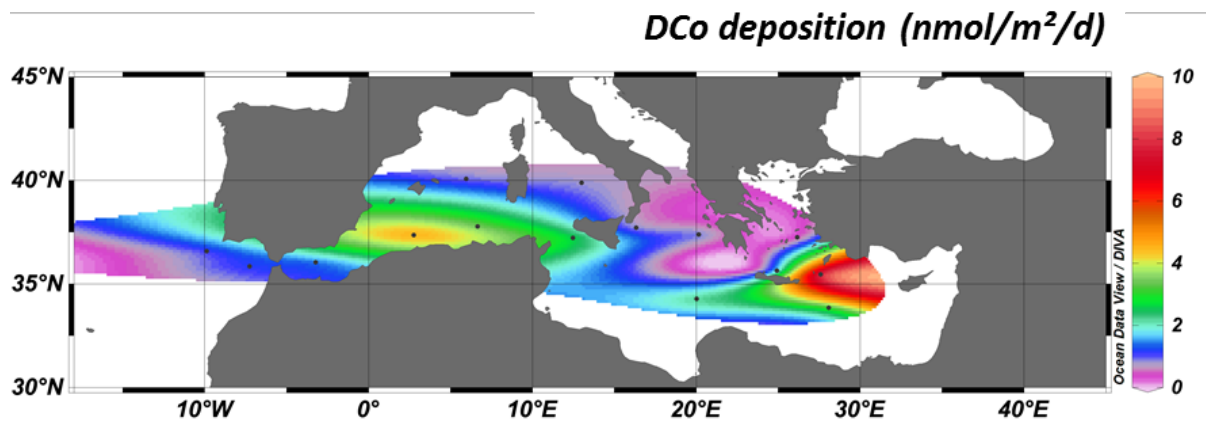 DCo deposition (nmol/m²/d)
45°N
40°N
35°N
30°N
10°W
0°
10°E
20°E
30°E
40°E
10
8
6
4
2
0
Ocean Data View / DIVA